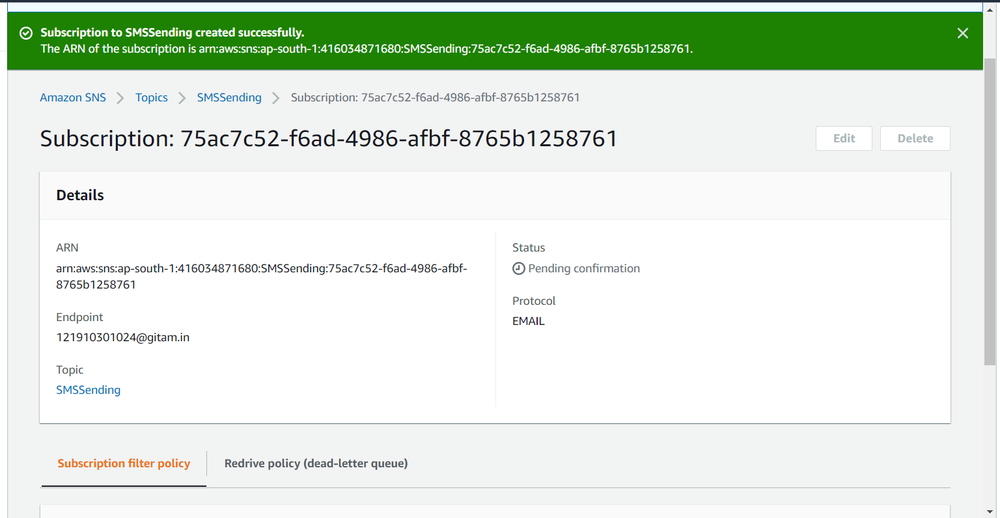 Subscription to SMSSending created successfully.
The ARN of the subscription is arn:aws:sns:ap-south-1:416034871680:SMSSending:75ac7c52-f6ad-4986-afbf-8765b1258761.
Amazon SNS Topics SMSSending Subscription: 75ac7c52-f6ad-4986-afbf-8765b1258761
Subscription: 75ac7c52-f6ad-4986-afbf-8765b1258761
Edit
Delete
Details
ARN
arn:aws:sns:ap-south-1:416034871680:SMSSending:75ac7c52-f6ad-4986-afbf-
8765b1258761
Endpoint
121910301024@gitam.in
Topic
SMSSending
Status
Pending confirmation
Protocol
EMAIL
Subscription filter policy
Redrive policy (dead-letter queue)